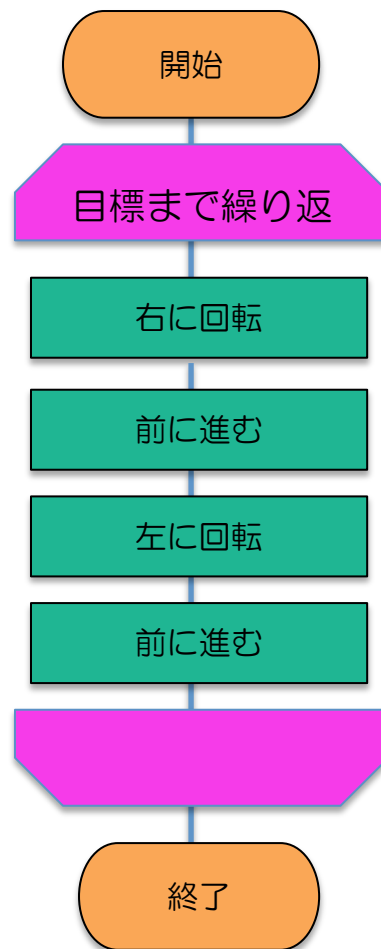 開始
目標まで繰り返
右に回転
前に進む
左に回転
前に進む
終了